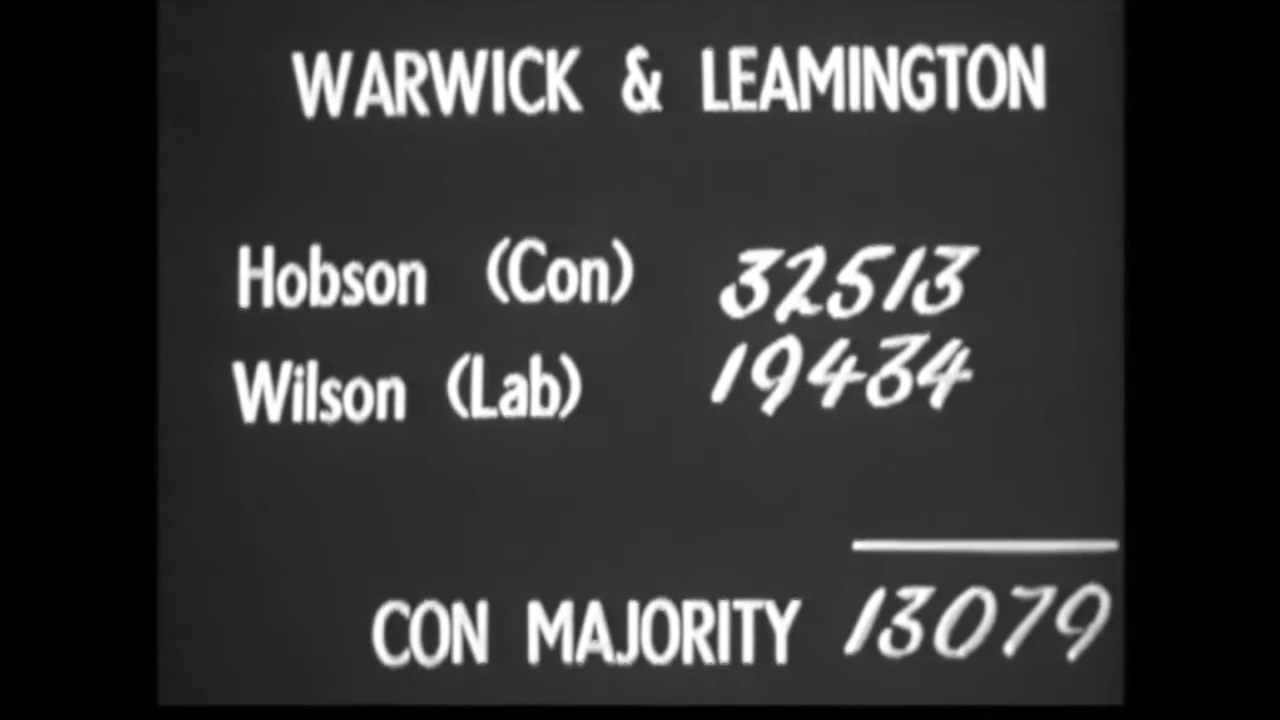 WARWICK & LEAMINGTON
Hobson (Con) 32513
Wilson (Lab) 19434
CON MAJORITY 13079